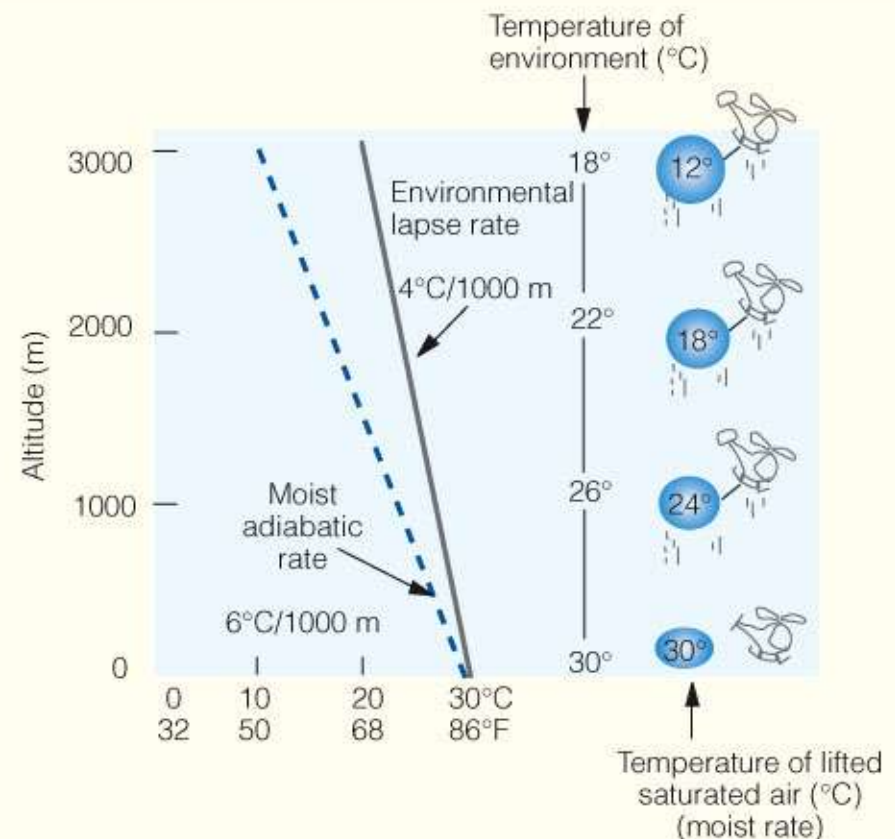 Temperature of
environment (°C)
3000
2000
1000
0
Altitude (m)
Environmental
lapse rate
4°C/1000 m
Moist
adiabatic
rate
6°C/1000 m
18°
22°
26°
30°
12°
18°
24°
30°
0 10 20 30°C
32 50 68 86°F
Temperature of lifted
saturated air (°C)
(moist rate)